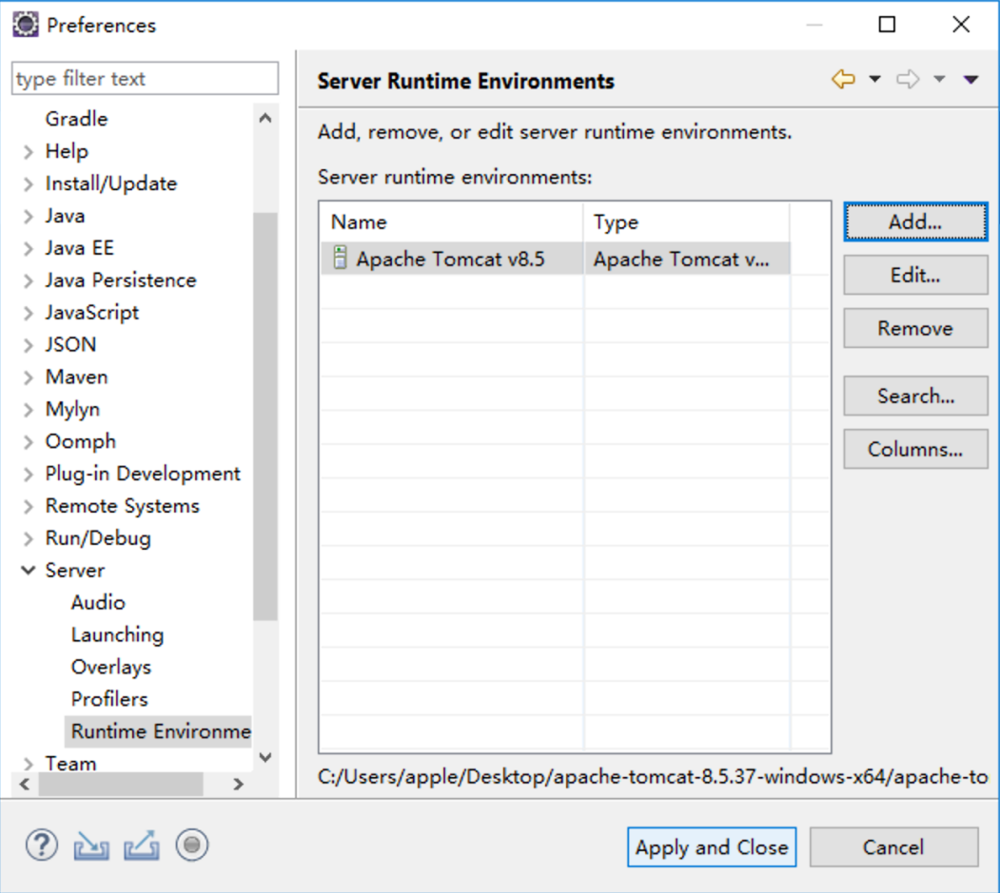 Preferences
type filter text
Gradle
Help
Install/Update
Java
Java EE
Java Persistence
JavaScript
JSON
Maven
Mylyn
Oomph
Plug-in Development
Remote Systems
Run/Debug
Server
Audio
Launching
Overlays
Profilers
Runtime Environme
Team
Server Runtime Environments
Add, remove, or edit server runtime environments.
Server runtime environments:
Name Type
Apache Tomcat v8.5 Apache Tomcat v...
Add...
Edit...
Remove
Search...
Columns...
C:/Users/apple/Desktop/apache-tomcat-8.5.37-windows-x64/apache-to
?
Apply and Close
Cancel